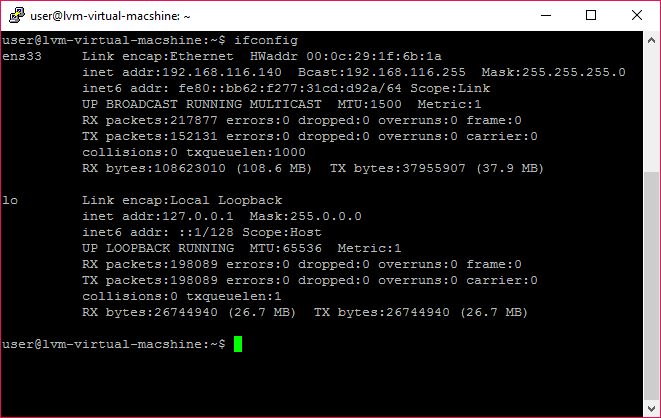 user@lvm-virtual-macshine: ~
user@lvm-virtual-macshine:~$ ifconfig
ens33     Link encap:Ethernet  HWaddr 00:0c:29:1f:6b:1a
          inet addr:192.168.116.140  Bcast:192.168.116.255  Mask:255.255.255.0
          inet6 addr: fe80::bb62:f277:31cd:d92a/64 Scope:Link
          UP BROADCAST RUNNING MULTICAST  MTU:1500  Metric:1
          RX packets:217877 errors:0 dropped:0 overruns:0 frame:0
          TX packets:152131 errors:0 dropped:0 overruns:0 carrier:0
          collisions:0 txqueuelen:1000
          RX bytes:108623010 (108.6 MB)  TX bytes:37955907 (37.9 MB)
lo        Link encap:Local Loopback
          inet addr:127.0.0.1  Mask:255.0.0.0
          inet6 addr: ::1/128 Scope:Host
          UP LOOPBACK RUNNING  MTU:65536  Metric:1
          RX packets:198089 errors:0 dropped:0 overruns:0 frame:0
          TX packets:198089 errors:0 dropped:0 overruns:0 carrier:0
          collisions:0 txqueuelen:1
          RX bytes:26744940 (26.7 MB)  TX bytes:26744940 (26.7 MB)
user@lvm-virtual-macshine:~$